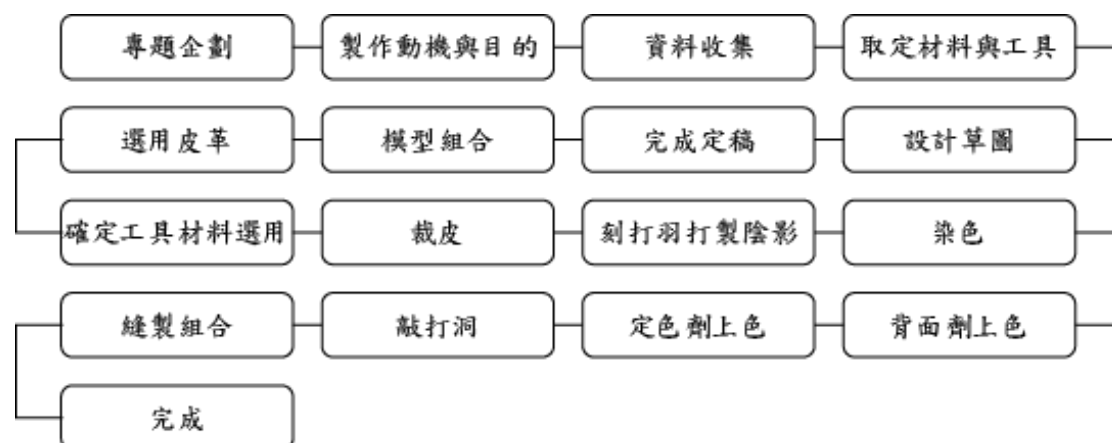 專題企劃
製作動機與目的
資料收集
取定材料與工具
設計草圖
完成定稿
模型組合
選用皮革
確定工具材料選用
裁皮
刻打羽打製陰影
染色
背面劑上色
定色劑上色
敲打洞
縫製組合
完成